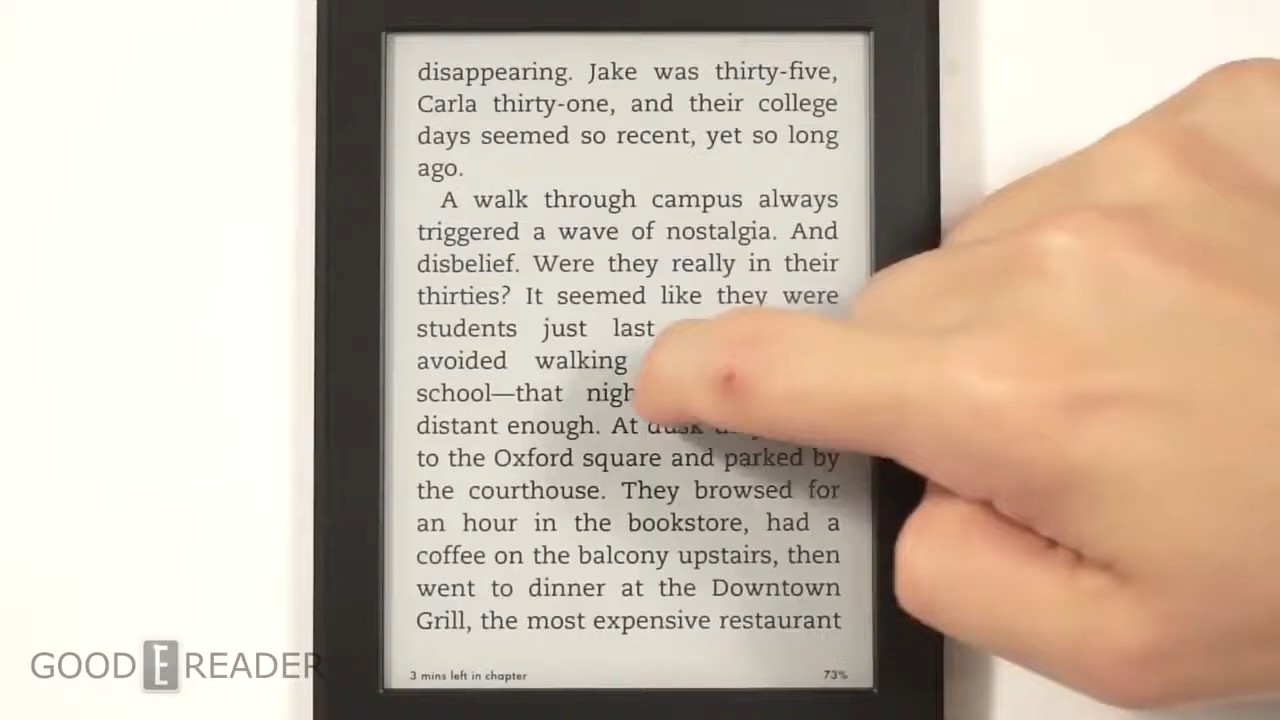 disappearing. Jake was thirty-five,
Carla thirty-one, and their college
days seemed so recent, yet so long
ago.
A walk through campus always
triggered a wave of nostalgia. And
disbelief. Were they really in their
thirties? It seemed like they were
students just last
avoided walking
school—that
distant enough. At dusk
to the Oxford square and parked by
the courthouse. They browsed for
an hour in the bookstore, had a
coffee on the balcony upstairs, then
went to dinner at the Downtown
Grill, the most expensive restaurant
3 mins left in chapter 73%
GOOD E READER